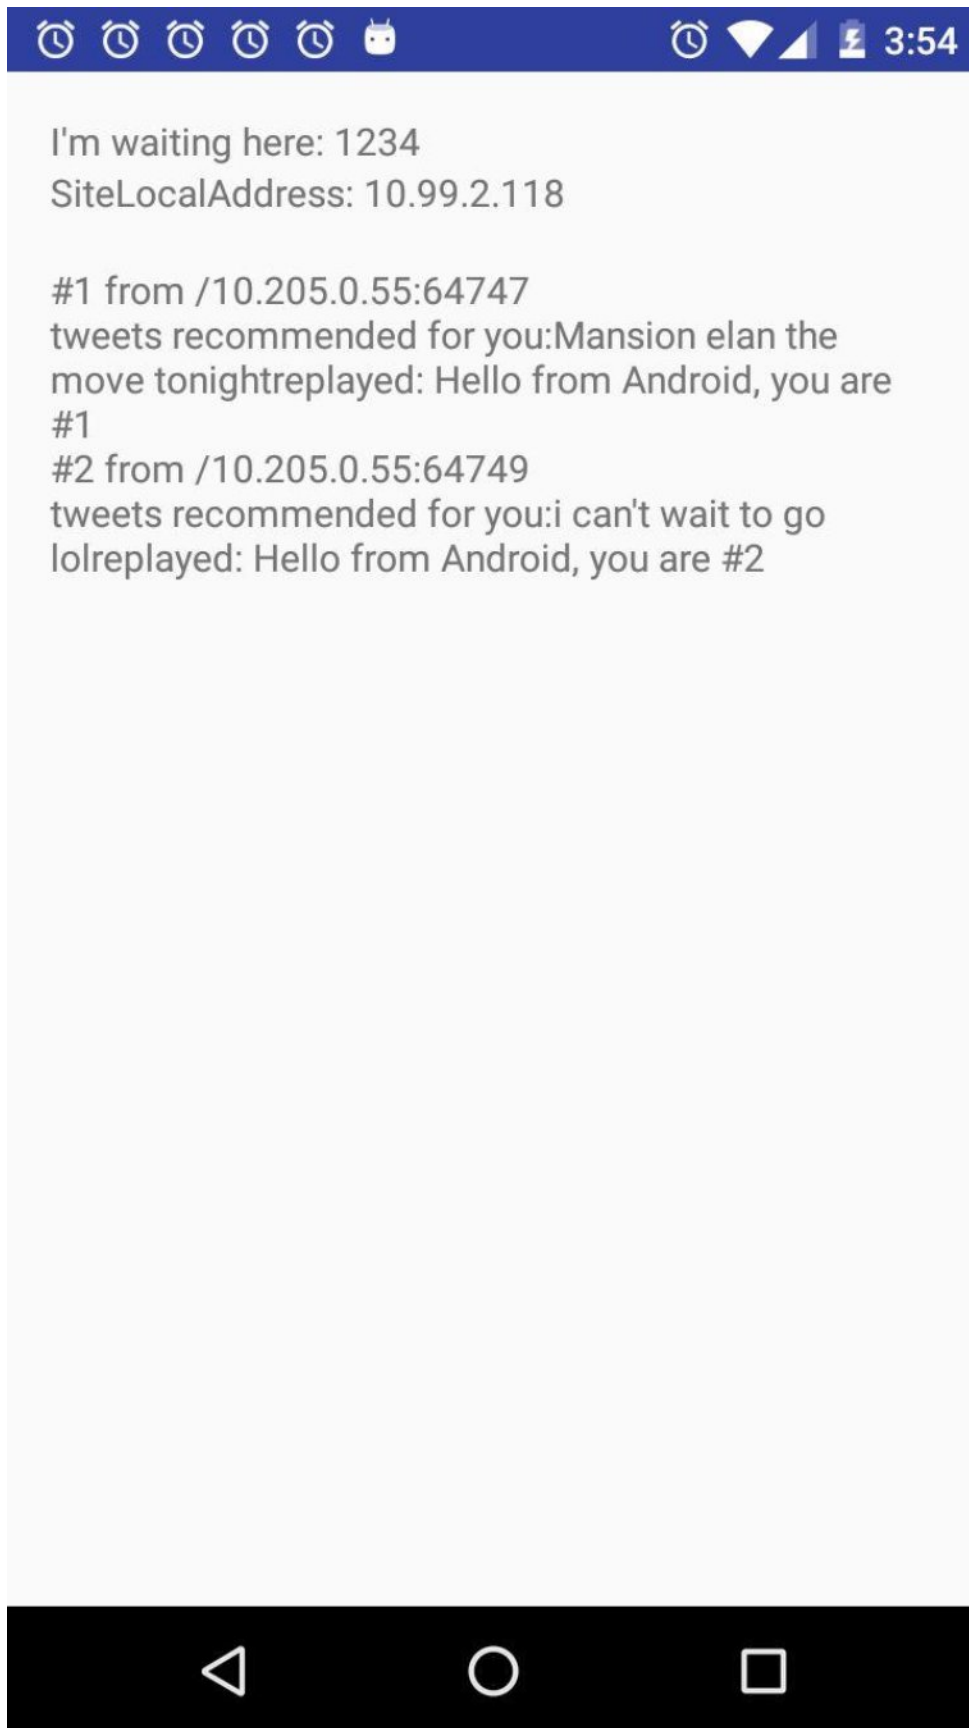 3:54
I'm waiting here: 1234
SiteLocalAddress: 10.99.2.118
#1 from /10.205.0.55:64747
tweets recommended for you:Mansion elan the
move tonightreplayed: Hello from Android, you are
#1
#2 from /10.205.0.55:64749
tweets recommended for you:i can't wait to go
lolreplayed: Hello from Android, you are #2